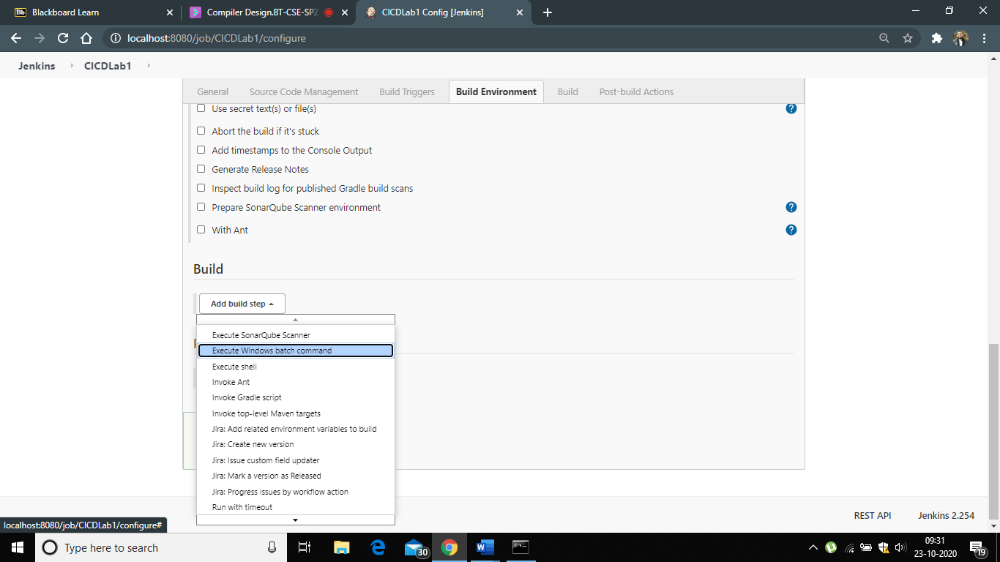 Blackboard Learn
Compiler Design.BT-CSE-SPZ
CICDLab1 Config [Jenkins]
localhost:8080/job/CICDLab1/configure
Jenkins
CICDLab1
General
Source Code Management
Build Triggers
Build Environment
Build
Post-build Actions
Use secret text(s) or file(s)
Abort the build if it's stuck
Add timestamps to the Console Output
Generate Release Notes
Inspect build log for published Gradle build scans
Prepare SonarQube Scanner environment
With Ant
Build
Add build step
Execute SonarQube Scanner
Execute Windows batch command
Execute shell
Invoke Ant
Invoke Gradle script
Invoke top-level Maven targets
Jira: Add related environment variables to build
Jira: Create new version
Jira: Issue custom field updater
Jira: Mark a version as Released
Jira: Progress issues by workflow action
Run with timeout
REST API
Jenkins 2.254
localhost:8080/job/CICDLab1/configure#
Type here to search
30
09:31
23-10-2020
19